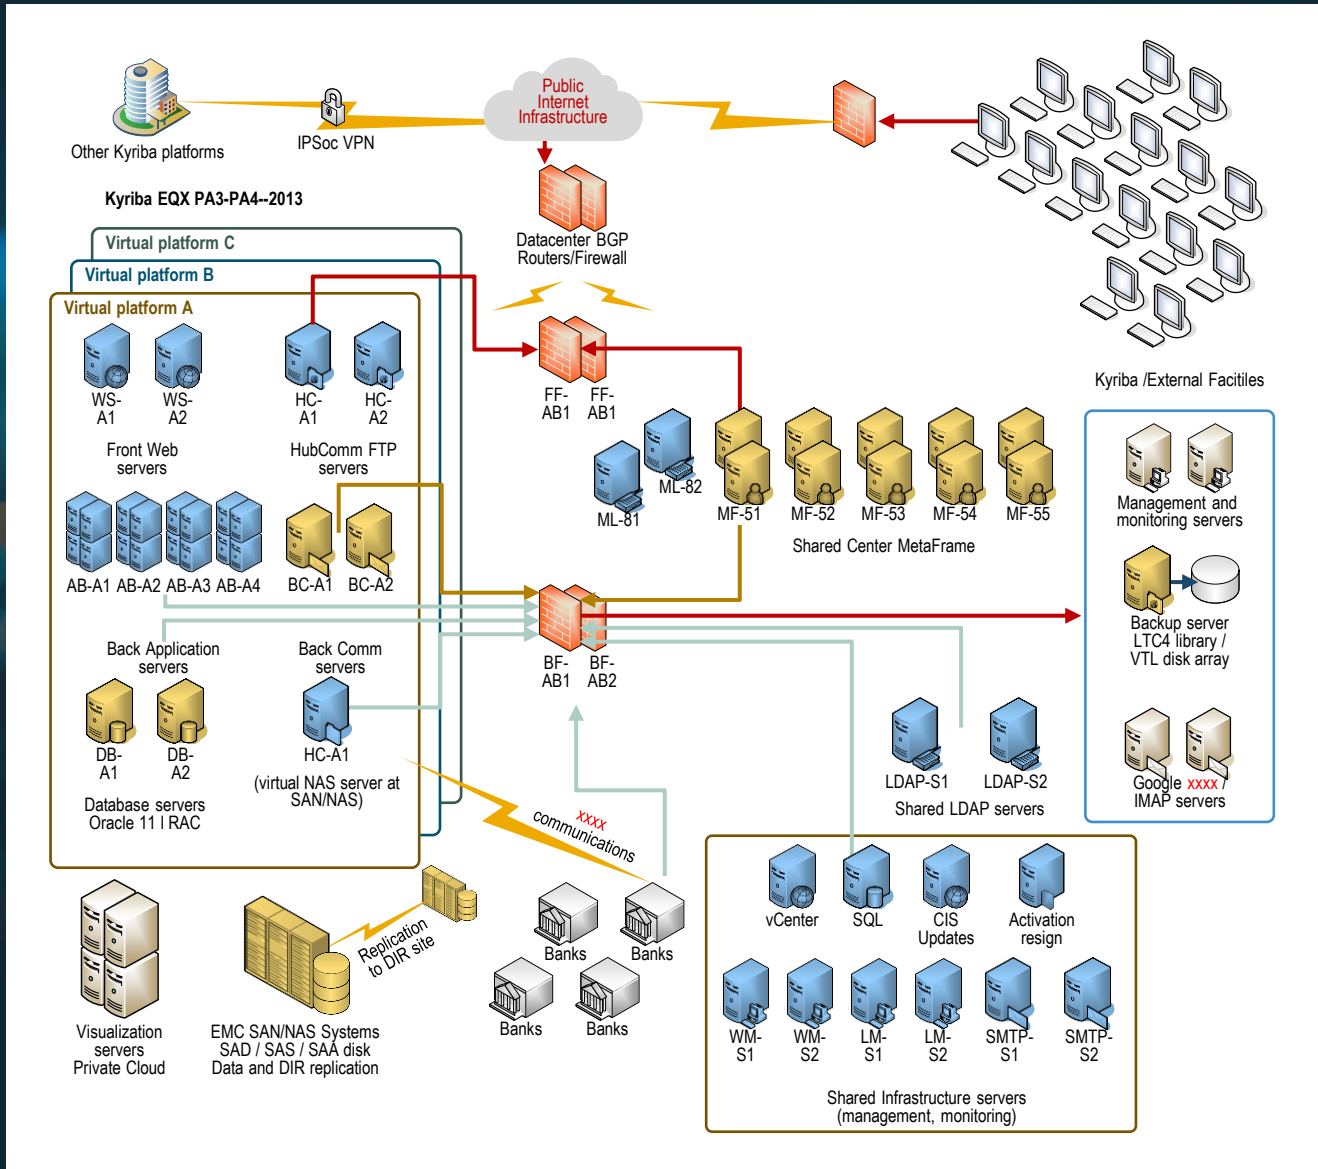 Public
Internet
Infrastructure
Other Kyriba platforms
IPSoc VPN
Kyriba EQX PA3-PA4--2013
Datacenter BGP
Routers/Firewall
Kyriba /External Facitiles
Virtual platform C
Virtual platform B
Virtual platform A
WS-
A1
WS-
A2
HC-
A1
HC-
A2
Front Web
servers
HubComm FTP
servers
FF-
AB1
FF-
AB1
ML-81
ML-82
MF-51
MF-52
MF-53
MF-54
MF-55
Shared Center MetaFrame
AB-A1
AB-A2
AB-A3
AB-A4
BC-A1
BC-A2
Back Application
servers
Back Comm
servers
BF-
AB1
BF-
AB2
DB-
A1
DB-
A2
HC-A1
(virtual NAS server at
SAN/NAS)
Database servers
Oracle 11 I RAC
Management and
monitoring servers
Backup server
LTC4 library /
VTL disk array
Google xxxx /
IMAP servers
LDAP-S1
LDAP-S2
Shared LDAP servers
xxxx
communications
Replication
to DIR site
Banks
Banks
Banks
Banks
Visualization
servers
Private Cloud
EMC SAN/NAS Systems
SAD / SAS / SAA disk
Data and DIR replication
vCenter
SQL
CIS
Updates
Activation
resign
WM-
S1
WM-
S2
LM-
S1
LM-
S2
SMTP-
S1
SMTP-
S2
Shared Infrastructure servers
(management, monitoring)